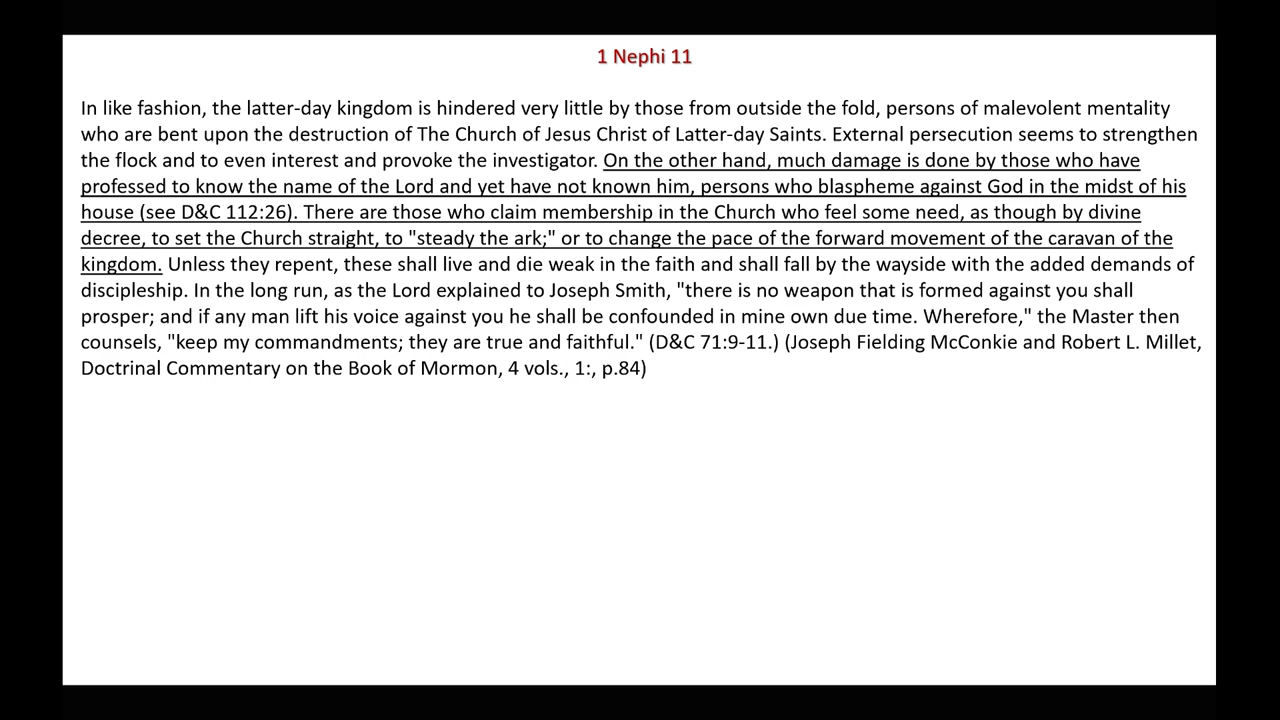 1 Nephi 11
In like fashion, the latter-day kingdom is hindered very little by those from outside the fold, persons of malevolent mentality
who are bent upon the destruction of The Church of Jesus Christ of Latter-day Saints. External persecution seems to strengthen
the flock and to even interest and provoke the investigator. On the other hand, much damage is done by those who have
professed to know the name of the Lord and yet have not known him, persons who blaspheme against God in the midst of his
house (see D&C 112:26). There are those who claim membership in the Church who feel some need, as though by divine
decree, to set the Church straight, to "steady the ark;" or to change the pace of the forward movement of the caravan of the
kingdom. Unless they repent, these shall live and die weak in the faith and shall fall by the wayside with the added demands of
discipleship. In the long run, as the Lord explained to Joseph Smith, "there is no weapon that is formed against you shall
prosper; and if any man lift his voice against you he shall be confounded in mine own due time. Wherefore," the Master then
counsels, "keep my commandments; they are true and faithful." (D&C 71:9-11.) (Joseph Fielding McConkie and Robert L. Millet,
Doctrinal Commentary on the Book of Mormon, 4 vols., 1:, p.84)